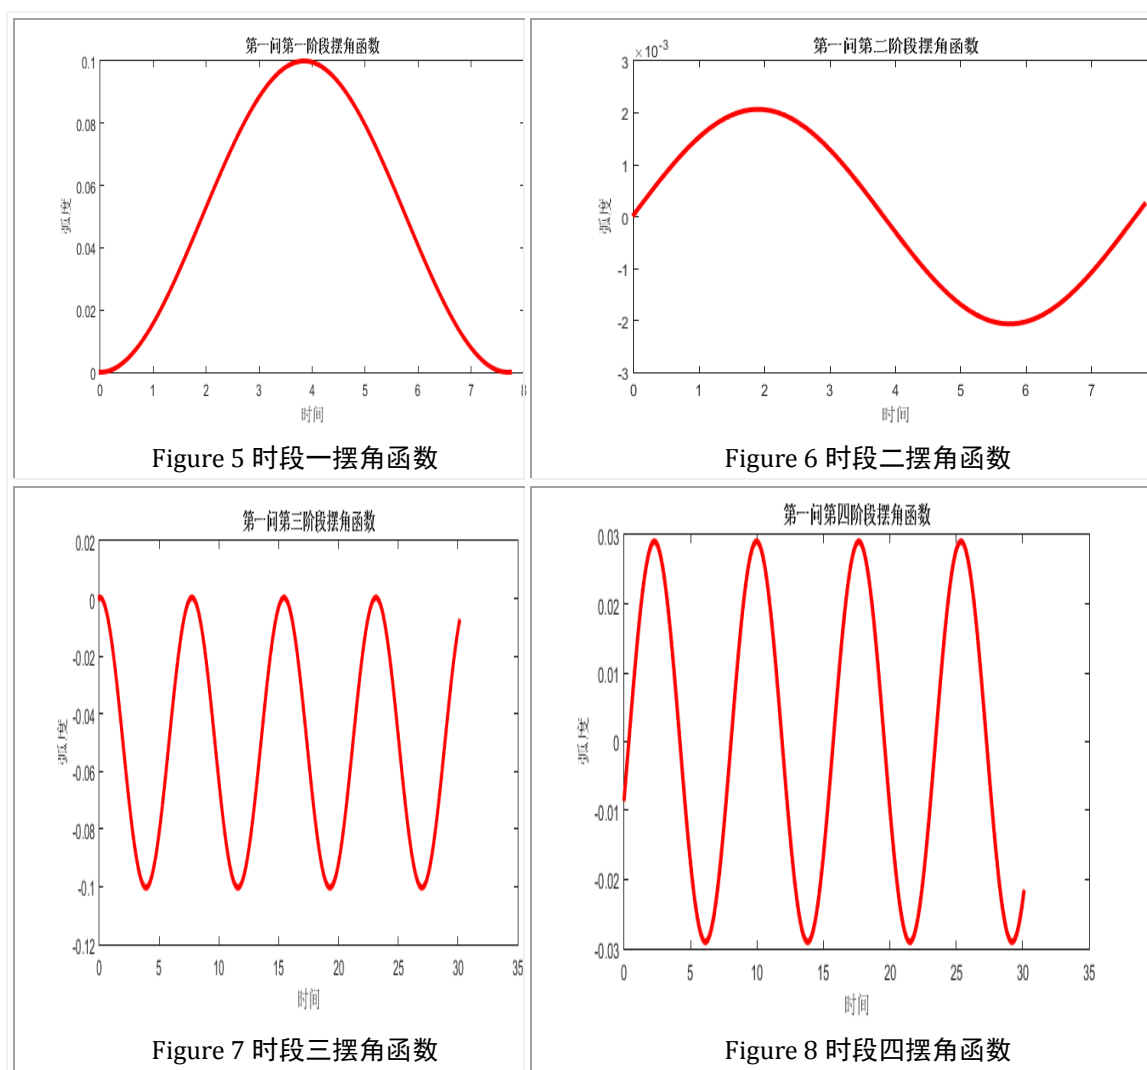 第一问第一阶段摆角函数
0.1
0.08
0.06
0.04
0.02
0
弧度
0 1 2 3 4 5 6 7
时间
Figure 5 时段一摆角函数
第一问第二阶段摆角函数
×10⁻³
3
2
1
0
-1
-2
-3
弧度
0 1 2 3 4 5 6 7
时间
Figure 6 时段二摆角函数
第一问第三阶段摆角函数
0.02
0
-0.02
-0.04
-0.06
-0.08
-0.1
-0.12
弧度
0 5 10 15 20 25 30 35
时间
Figure 7 时段三摆角函数
第一问第四阶段摆角函数
0.03
0.02
0.01
0
-0.01
-0.02
-0.03
弧度
0 5 10 15 20 25 30 35
时间
Figure 8 时段四摆角函数